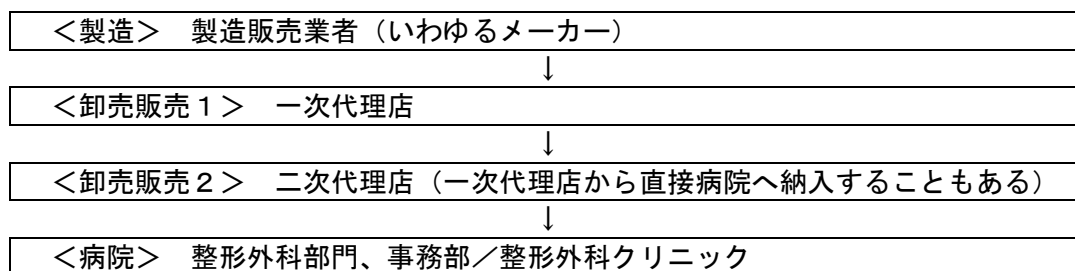 <製造> 製造販売業者(いわゆるメーカー)
↓
<卸売販売1> 一次代理店
↓
<卸売販売2> 二次代理店(一次代理店から直接病院へ納入することもある)
↓
<病院> 整形外科部門、事務部/整形外科クリニック